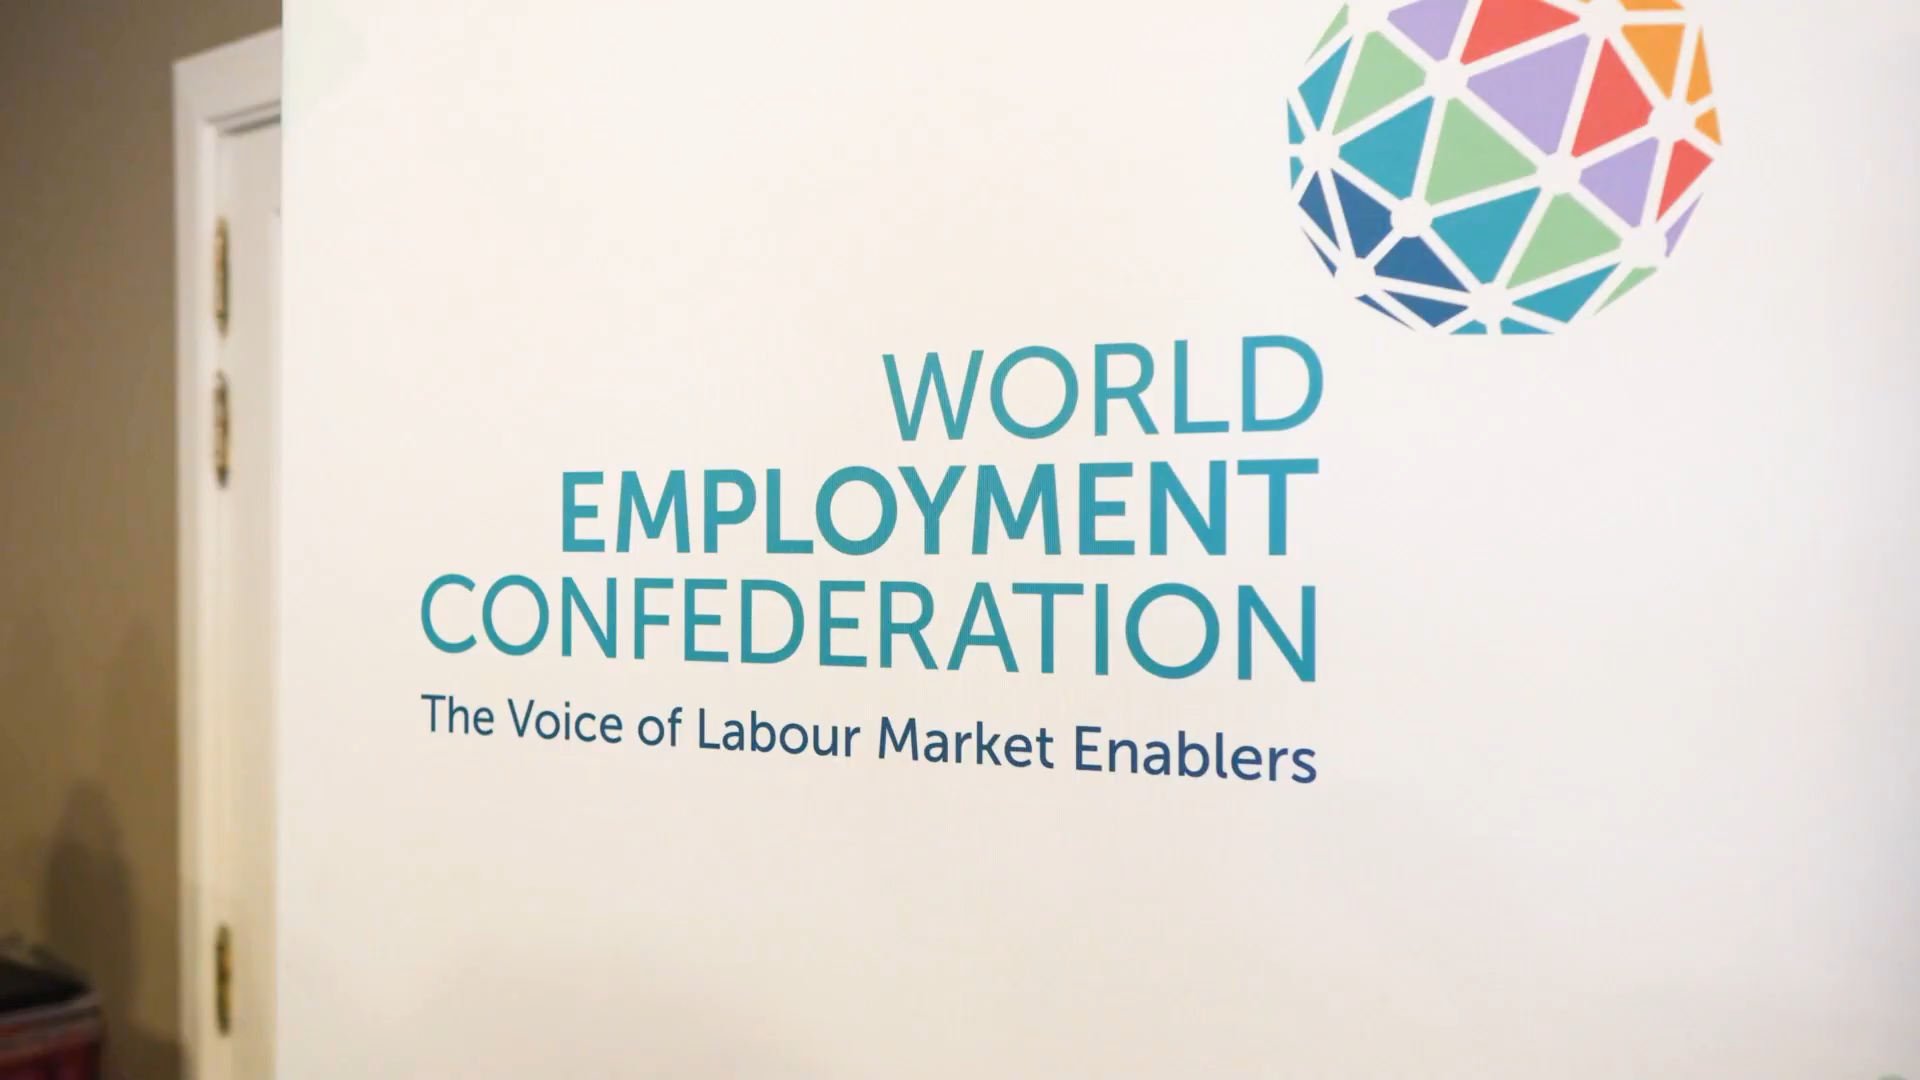 WORLD
EMPLOYMENT
CONFEDERATION
The Voice of Labour Market Enablers